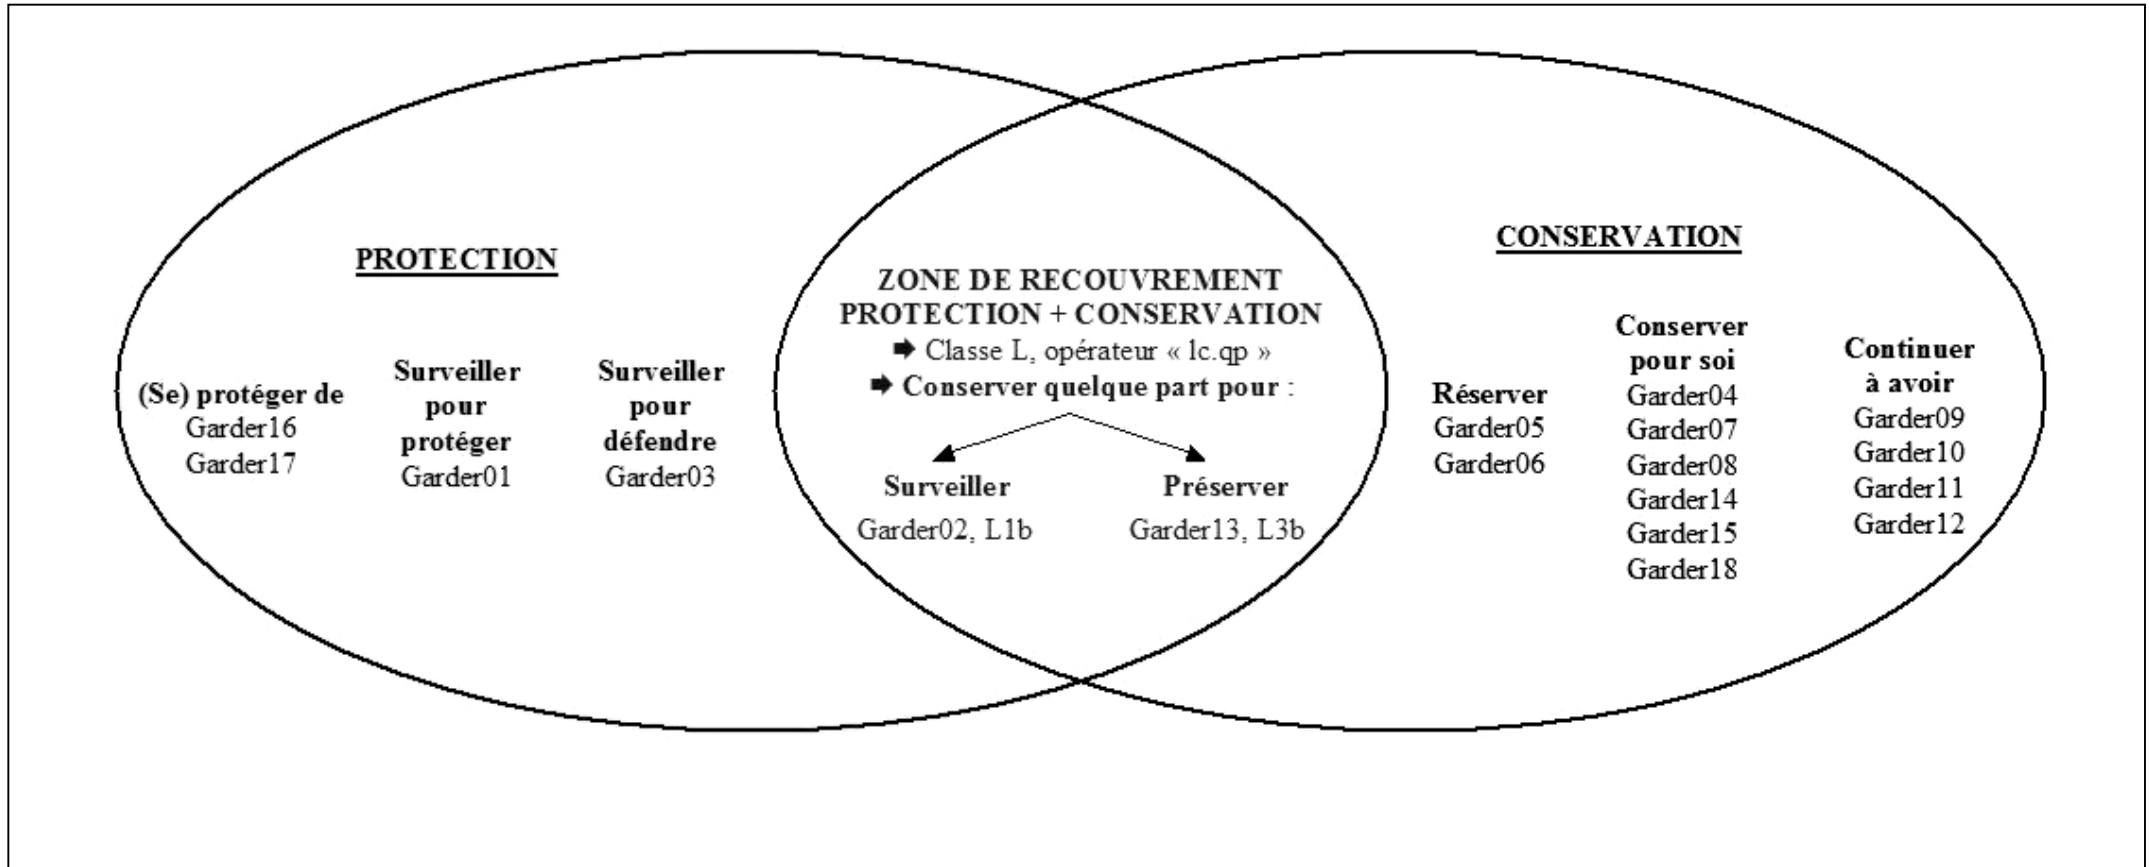 PROTECTION
(Se) protéger de
Garder16
Garder17
Surveiller
pour
protéger
Garder01
Surveiller
pour
défendre
Garder03
ZONE DE RECOUVREMENT
PROTECTION + CONSERVATION
🡆 Classe L, opérateur « lc.qp »
🡆 Conserver quelque part pour :
Surveiller
Garder02, L1b
Préserver
Garder13, L3b
CONSERVATION
Réserver
Garder05
Garder06
Conserver
pour soi
Garder04
Garder07
Garder08
Garder14
Garder15
Garder18
Continuer
à avoir
Garder09
Garder10
Garder11
Garder12